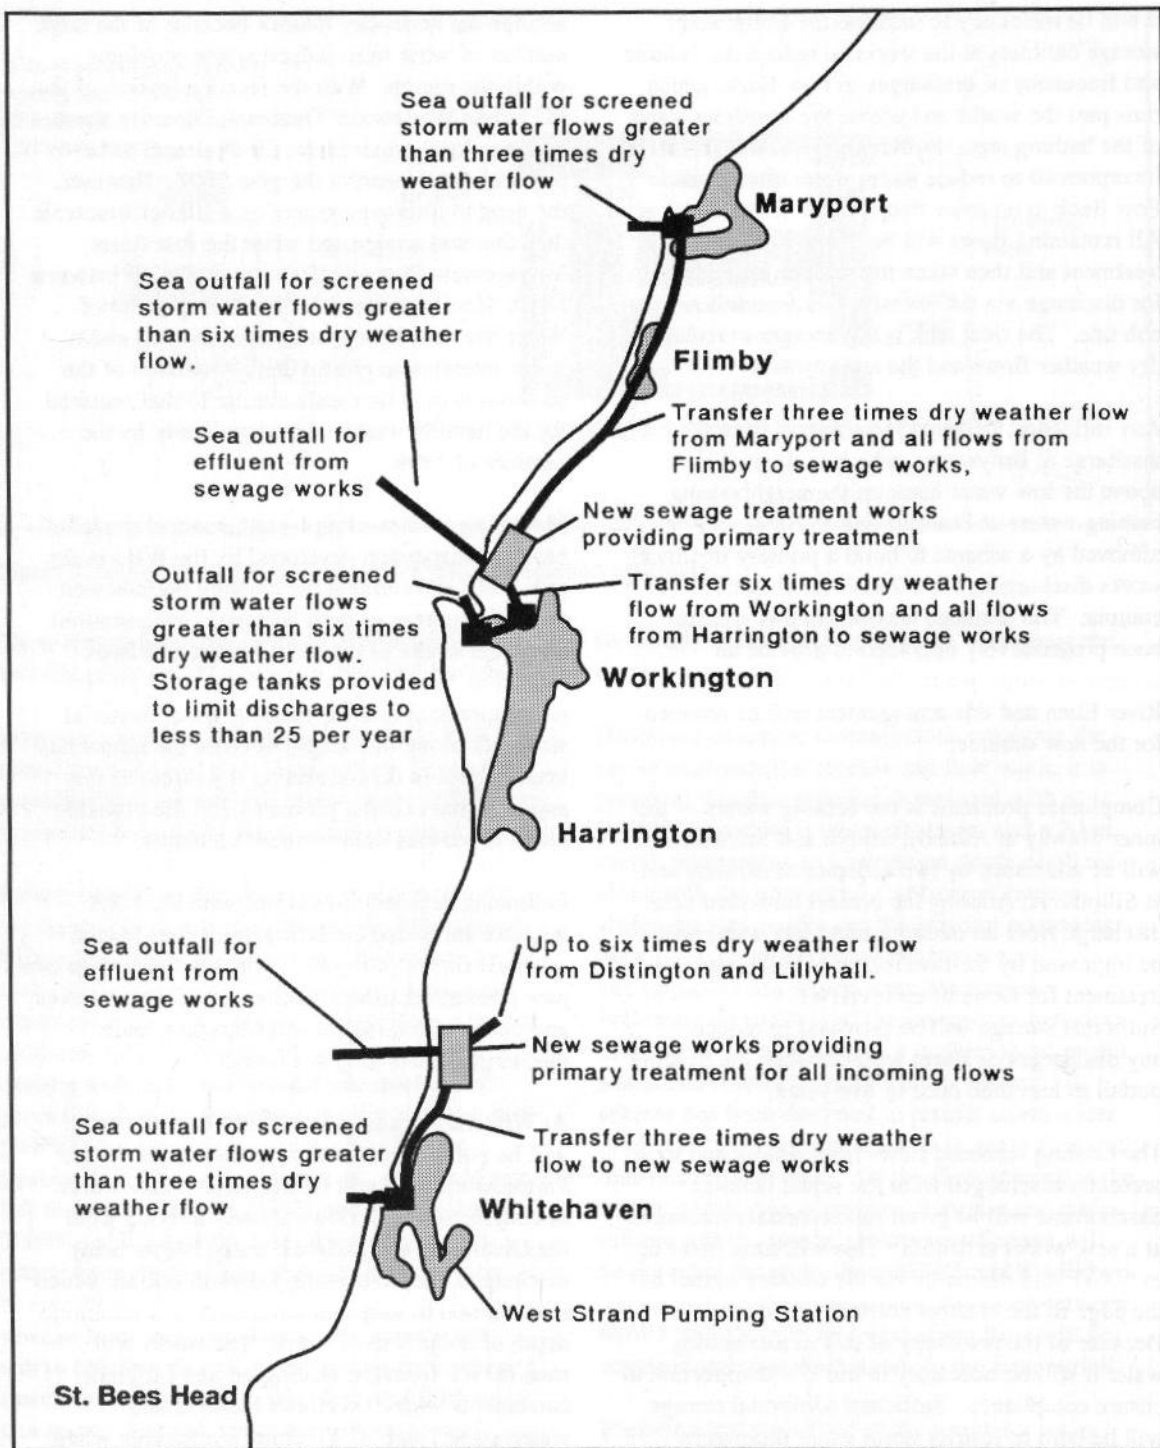 Sea outfall for screened
storm water flows greater
than three times dry
weather flow
Maryport
Sea outfall for screened
storm water flows greater
than six times dry weather
flow.
Flimby
Transfer three times dry weather flow
from Maryport and all flows from
Flimby to sewage works,
Sea outfall for
effluent from
sewage works
New sewage treatment works
providing primary treatment
Outfall for screened
storm water flows
greater than six times
dry weather flow.
Storage tanks provided
to limit discharges to
less than 25 per year
Transfer six times dry weather
flow from Workington and all flows
from Harrington to sewage works
Workington
Harrington
Sea outfall for
effluent from
sewage works
Up to six times dry weather flow
from Distington and Lillyhall.
New sewage works providing
primary treatment for all incoming flows
Sea outfall for screened
storm water flows greater
than three times dry
weather flow
Transfer three times dry weather
flow to new sewage works
Whitehaven
West Strand Pumping Station
St. Bees Head